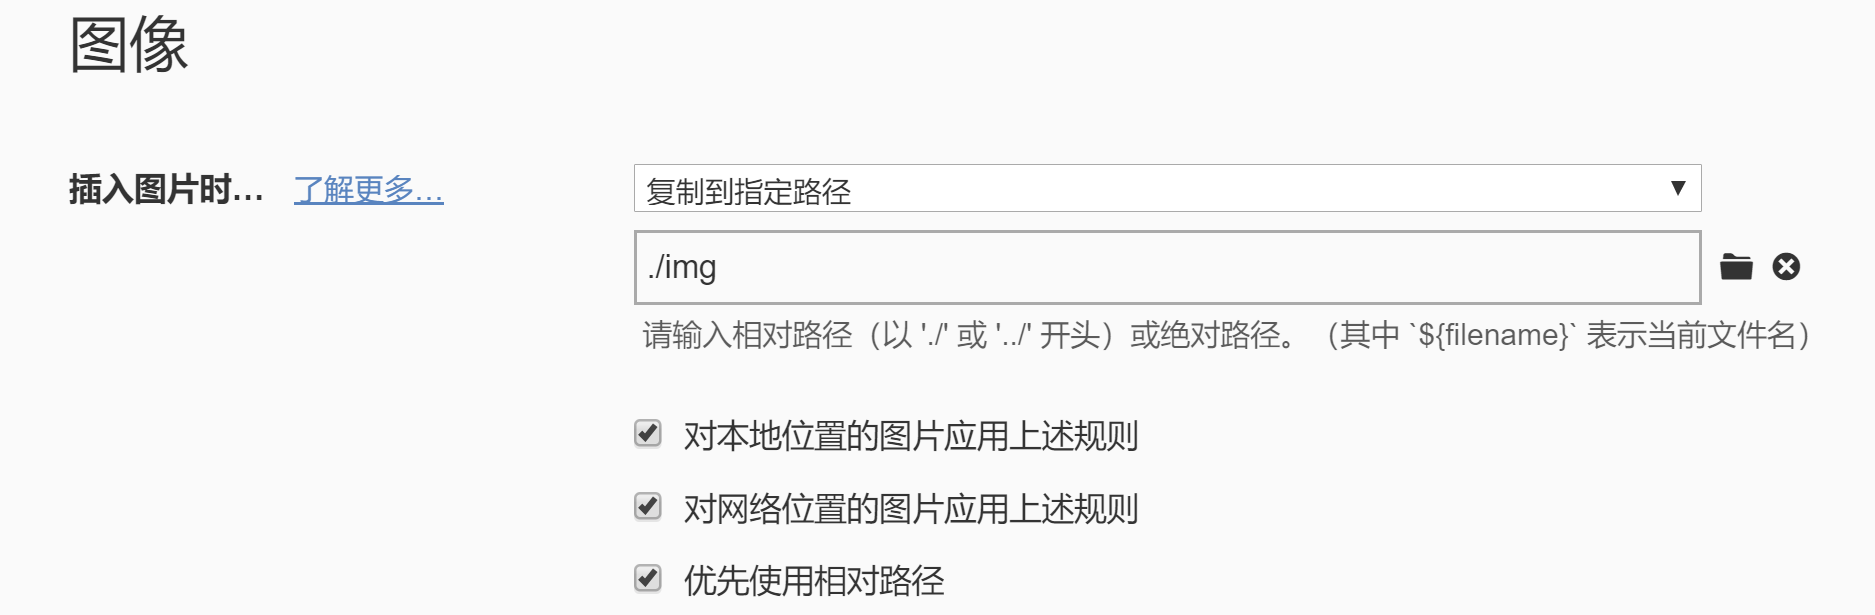 图像
插入图片时... 了解更多... 复制到指定路径
./img
请输入相对路径（以 './' 或 '../' 开头）或绝对路径。（其中 `${filename}` 表示当前文件名）
对本地位置的图片应用上述规则
对网络位置的图片应用上述规则
优先使用相对路径